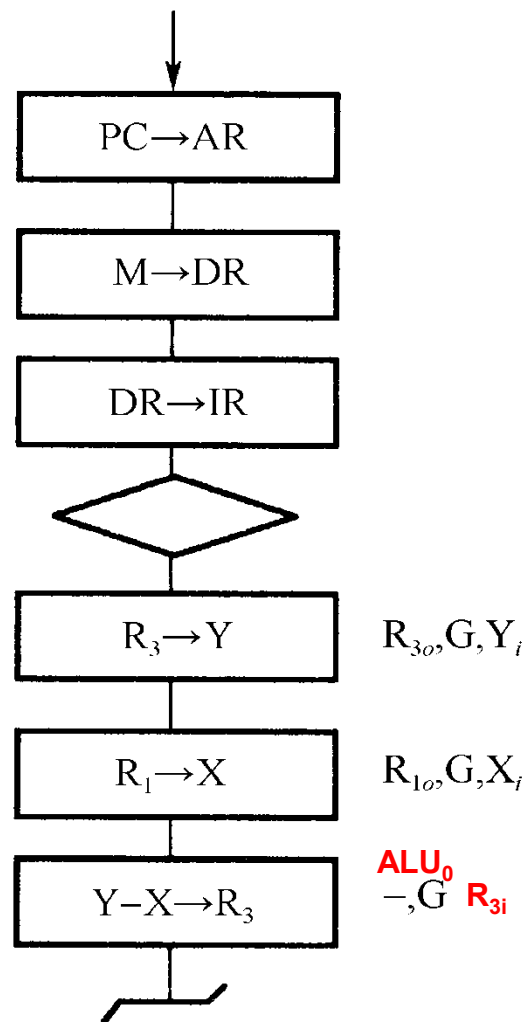 PC→AR
M→DR
DR→IR
R₃→Y R₃ₒ,G,Yᵢ
R₁→X R₁ₒ,G,Xᵢ
ALU₀
Y−X→R₃ −,G R₃ᵢ